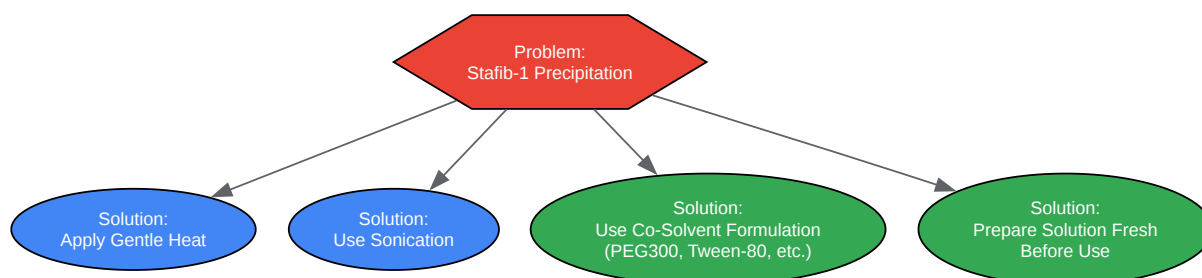 Problem:
Stafib-1 Precipitation
Solution:
Apply Gentle Heat
Solution:
Use Sonication
Solution:
Use Co-Solvent Formulation
(PEG300, Tween-80, etc.)
Solution:
Prepare Solution Fresh
Before Use